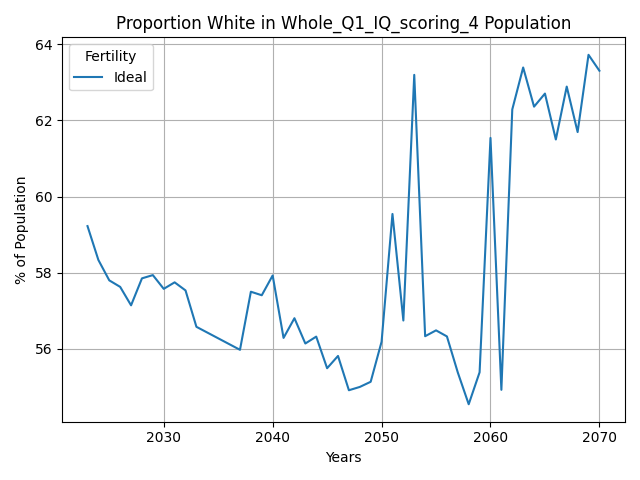 Proportion White in Whole_Q1_IQ_scoring_4 Population
Fertility
Ideal
% of Population
64
62
60
58
56
2030 2040 2050 2060 2070
Years